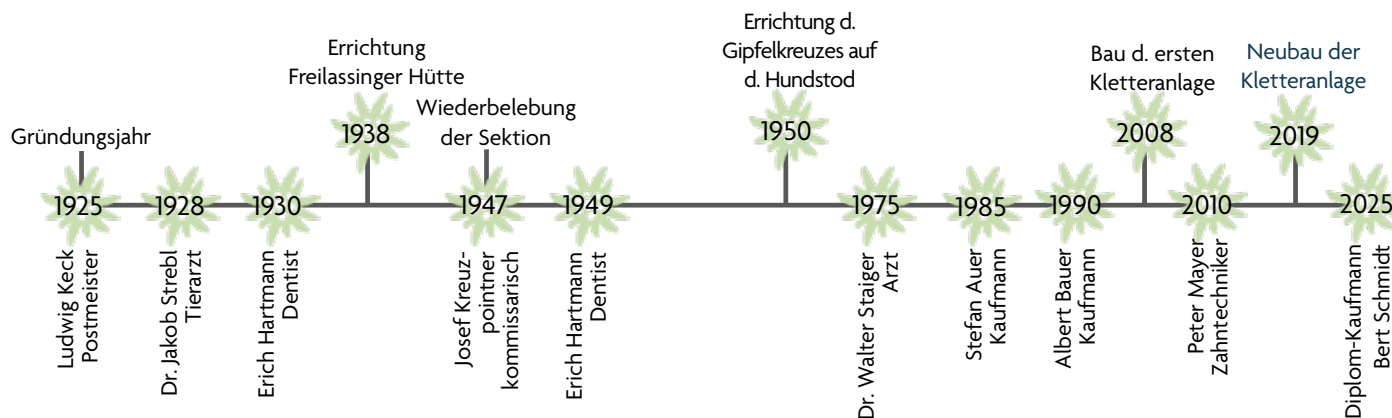 Gründungsjahr
1925
Ludwig Keck
Postmeister
1928
Dr. Jakob Strebl
Tierarzt
1930
Erich Hartmann
Dentist
Errichtung
Freilassinger Hütte
1938
Wiederbelebung
der Sektion
1947
Josef Kreuz-
pointner
kommissarisch
1949
Erich Hartmann
Dentist
Errichtung d.
Gipfelkreuzes auf
d. Hundstod
1950
1975
Dr. Walter Staiger
Arzt
1985
Stefan Auer
Kaufmann
1990
Albert Bauer
Kaufmann
Bau d. ersten
Kletteranlage
2008
2010
Peter Mayer
Zahntechniker
Neubau der
Kletteranlage
2019
2025
Diplom-Kaufmann
Bert Schmidt